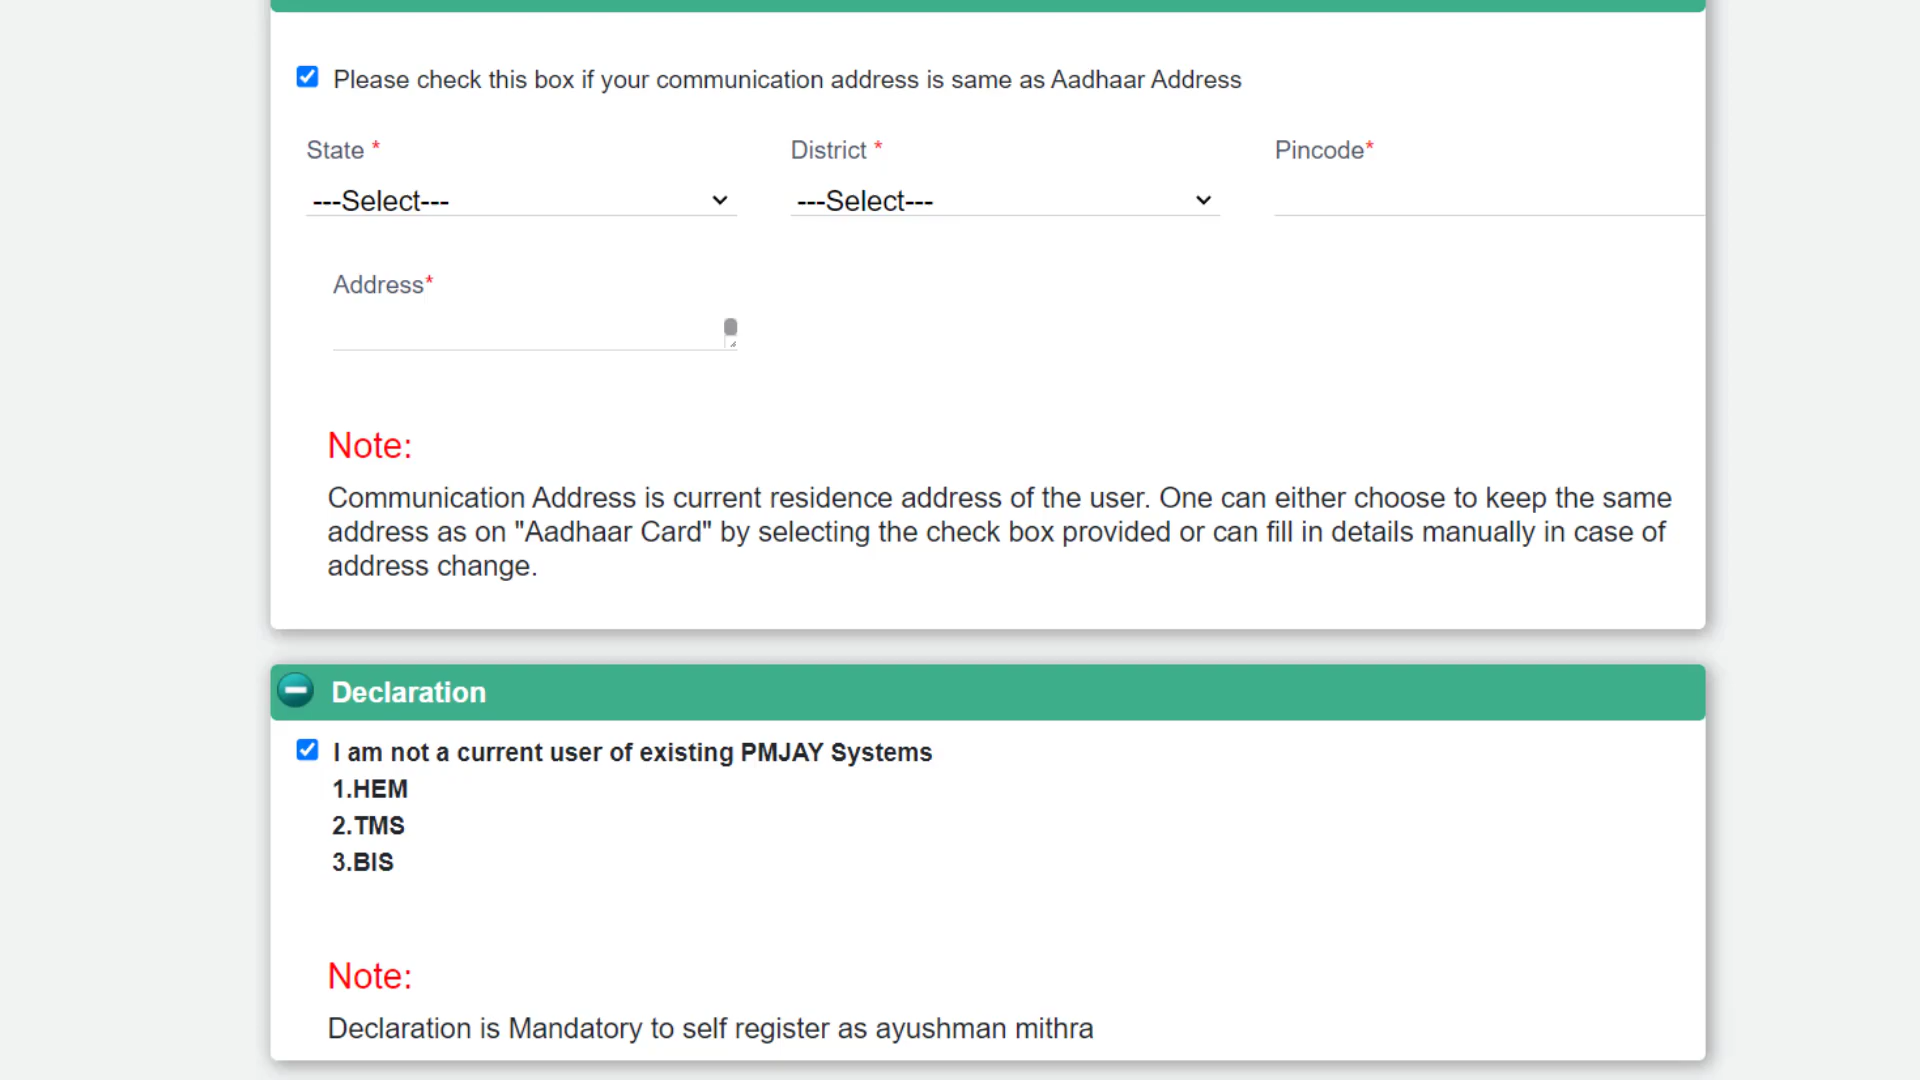 Please check this box if your communication address is same as Aadhaar Address
State * District * Pincode*
---Select--- ---Select---
Address*
Note:
Communication Address is current residence address of the user. One can either choose to keep the same
address as on "Aadhaar Card" by selecting the check box provided or can fill in details manually in case of
address change.
Declaration
I am not a current user of existing PMJAY Systems
1.HEM
2.TMS
3.BIS
Note:
Declaration is Mandatory to self register as ayushman mithra